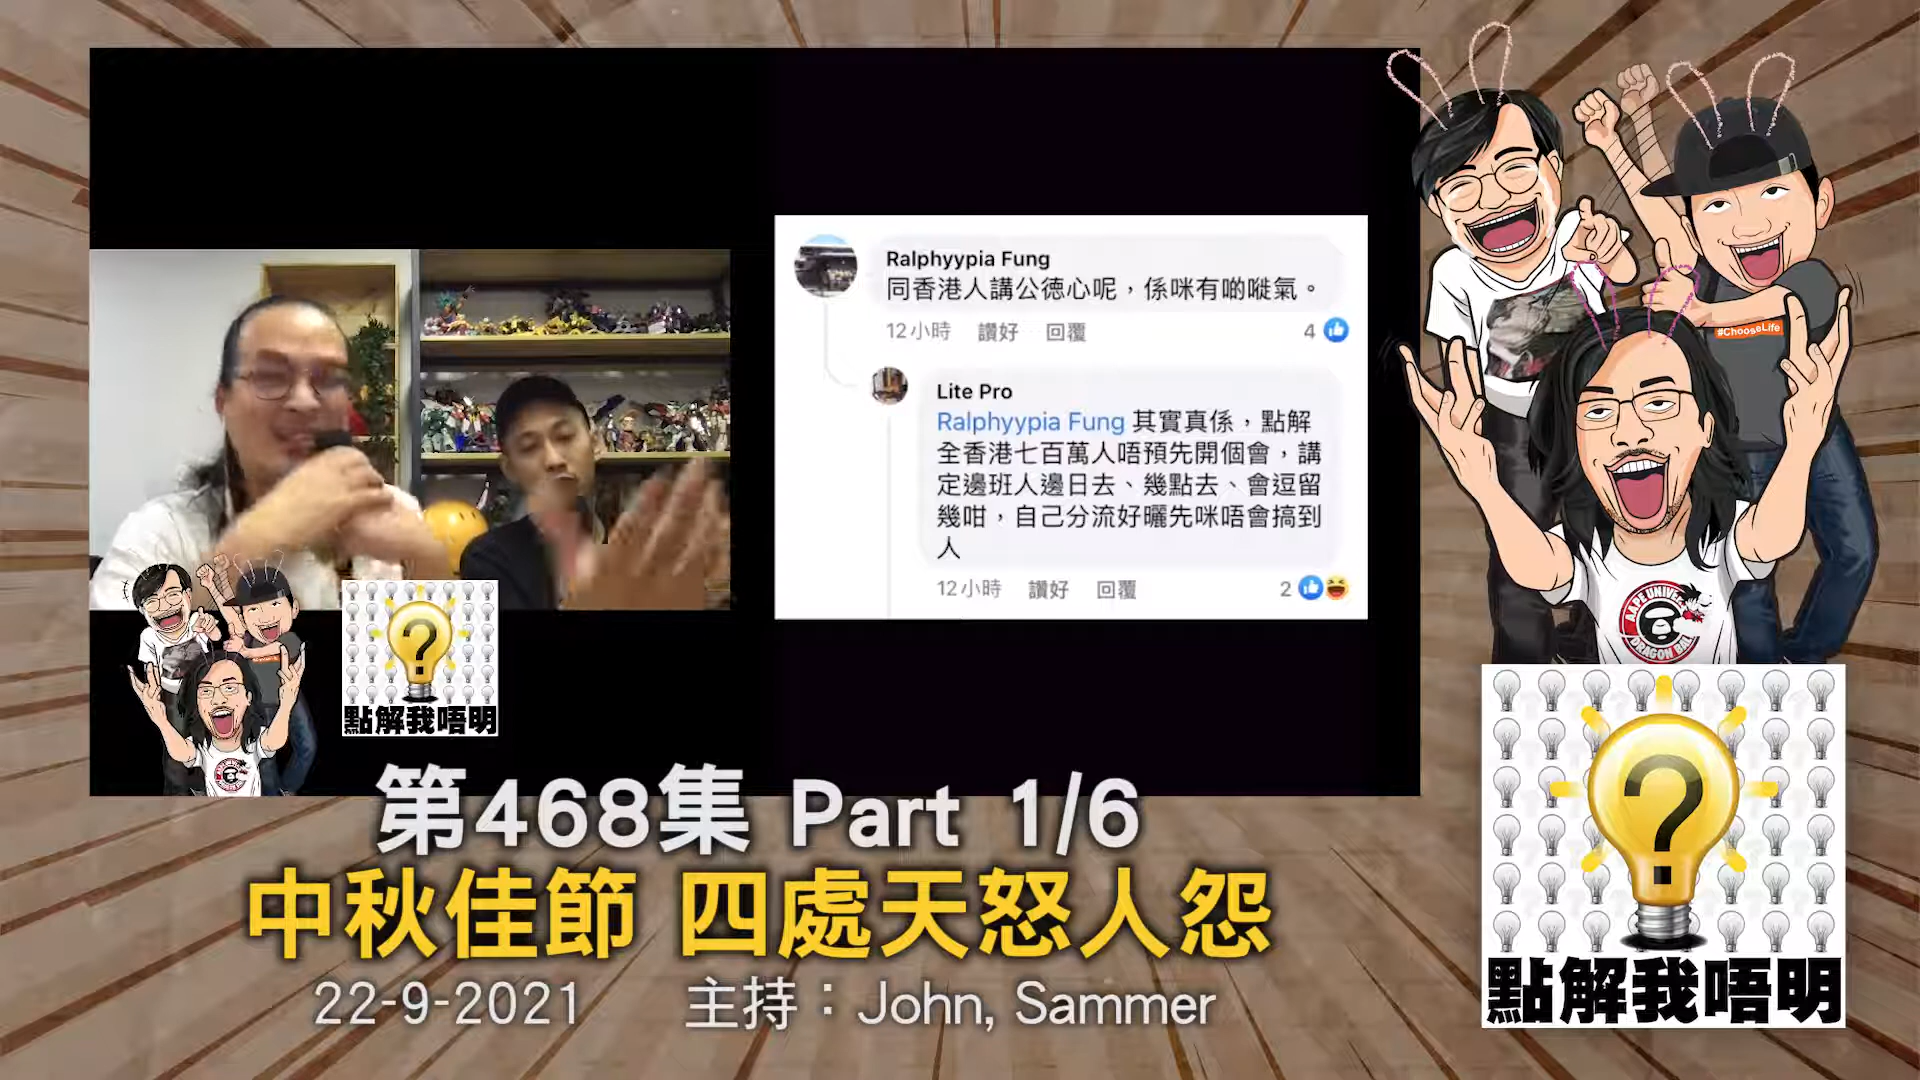 Ralphyypia Fung
同香港人講公徳心呢，係咪有啲嘥氣。
12小時 讚好 回覆 4
Lite Pro
Ralphyypia Fung 其實真係，點解
全香港七百萬人唔預先開個會，講
定邊班人邊日去、幾點去、會逗留
幾咁，自己分流好曬先咪唔會搞到
人
12小時 讚好 回覆 2
?
點解我唔明
第468集 Part 1/6
中秋佳節 四處天怒人怨
22-9-2021 主持：John, Sammer
#ChooseLife
AAPE UNIVER
DRAGON BALL
?
點解我唔明